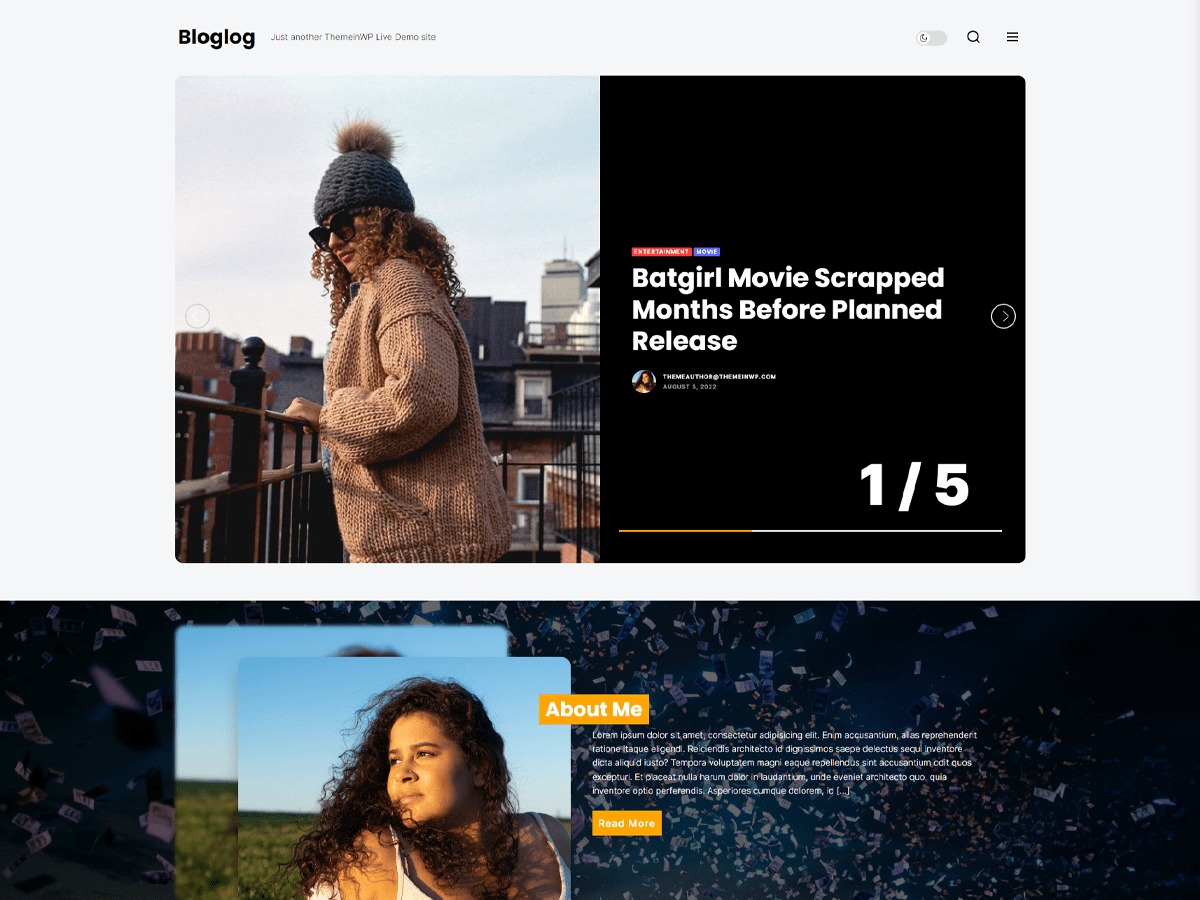 Bloglog
Just another ThemeinWP Live Demo site
ENTERTAINMENT MOVIE
Batgirl Movie Scrapped
Months Before Planned
Release
THEMEAUTHOR@THEMEINWP.COM
AUGUST 5, 2022
1 / 5
About Me
Lorem ipsum dolor sit amet, consectetur adipisicing elit. Enim accusantium, alias reprehenderit
ratione itaque eligendi. Reiciendis architecto id dignissimos saepe delectus sequi inventore
dicta aliquid iusto? Tempora voluptatem magni eaque repellendus sint accusantium odit quos
excepturi. Et placeat nulla harum dolor in laudantium, unde eveniet architecto quo, quia
inventore optio perferendis. Asperiores cumque dolorem, id [...]
Read More